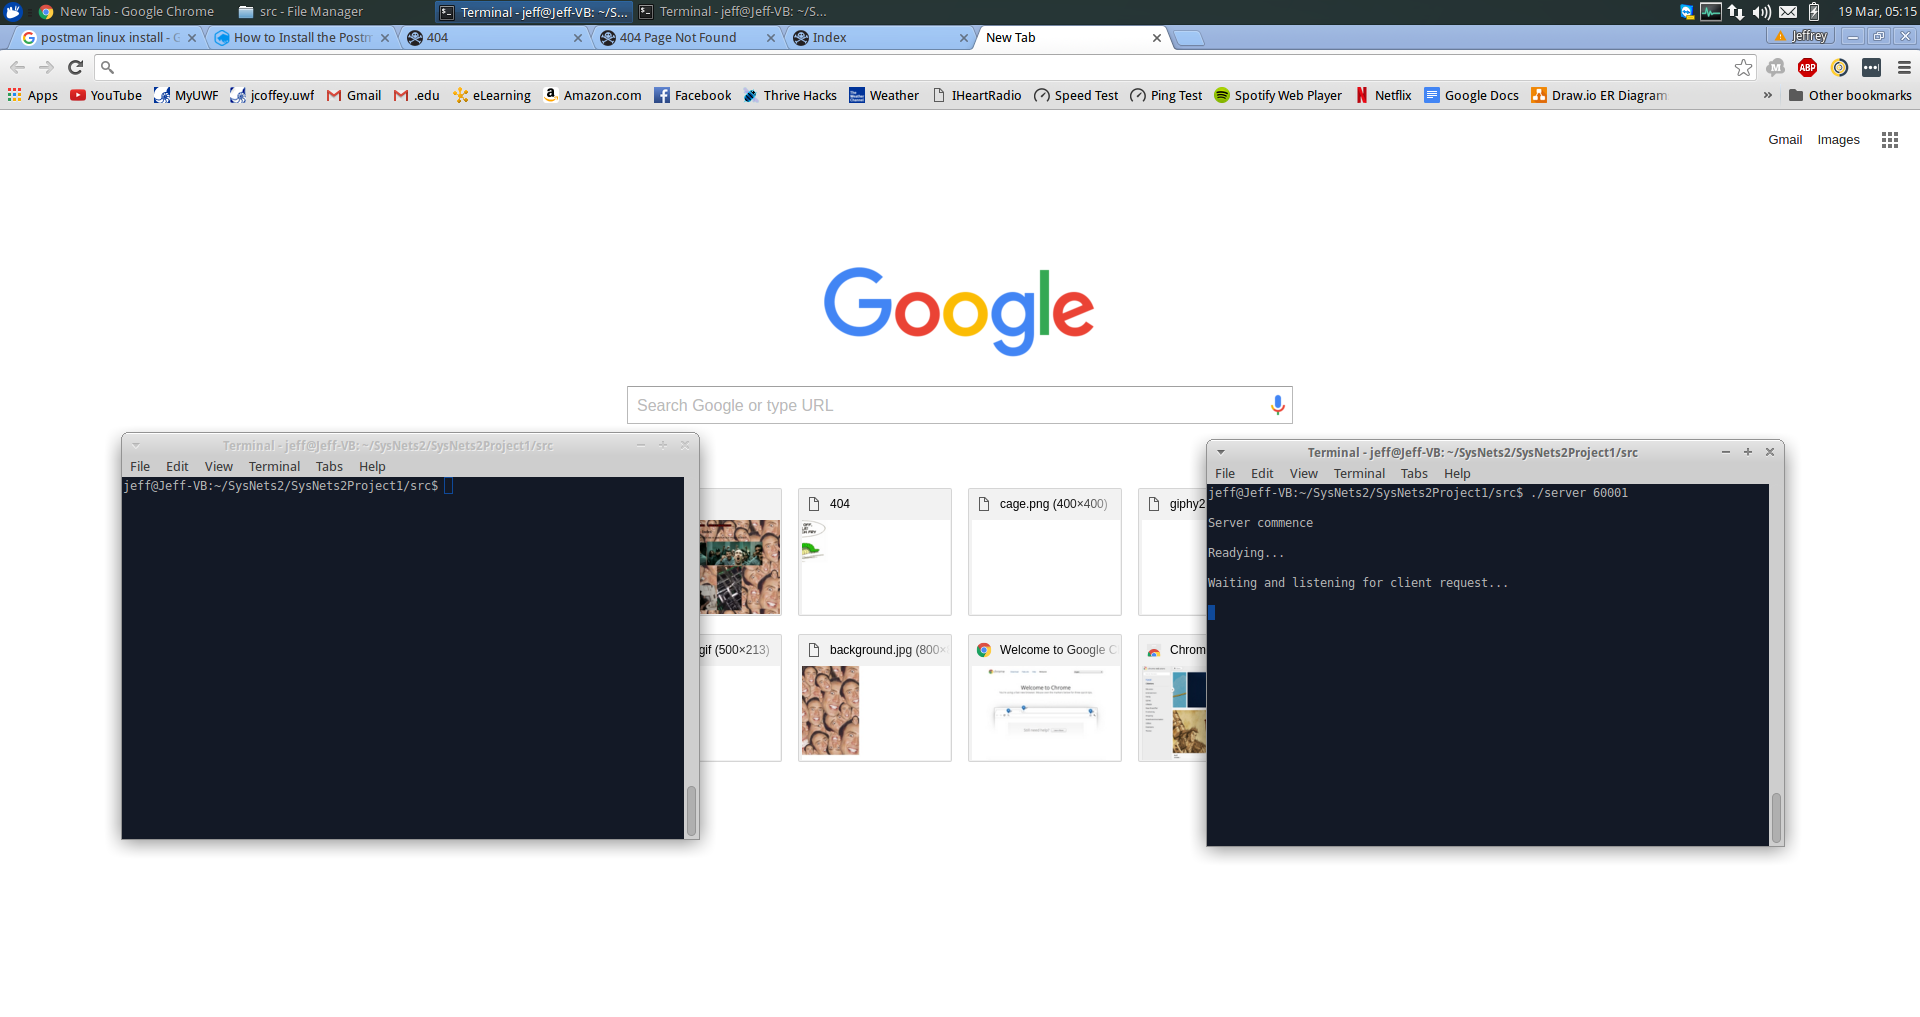 New Tab - Google Chrome
src - File Manager
Terminal - jeff@Jeff-VB: ~/S...
Terminal - jeff@Jeff-VB: ~/S...
19 Mar, 05:15
postman linux install - G
How to Install the Postm
404
404 Page Not Found
Index
New Tab
Jeffrey
M
ABP
Apps
YouTube
MyUWF
jcoffey.uwf
Gmail
.edu
eLearning
Amazon.com
Facebook
Thrive Hacks
Weather
IHeartRadio
Speed Test
Ping Test
Spotify Web Player
Netflix
Google Docs
Draw.io ER Diagram
»
Other bookmarks
Gmail
Images
Google
Search Google or type URL
Terminal - jeff@Jeff-VB: ~/SysNets2/SysNets2Project1/src
File Edit View Terminal Tabs Help
jeff@Jeff-VB:~/SysNets2/SysNets2Project1/src$
404
cage.png (400×400)
giphy2
gif (500×213)
background.jpg (800×
Welcome to Google C
Chrom
Welcome to Chrome
Terminal - jeff@Jeff-VB: ~/SysNets2/SysNets2Project1/src
File Edit View Terminal Tabs Help
jeff@Jeff-VB:~/SysNets2/SysNets2Project1/src$ ./server 60001
Server commence
Readying...
Waiting and listening for client request...